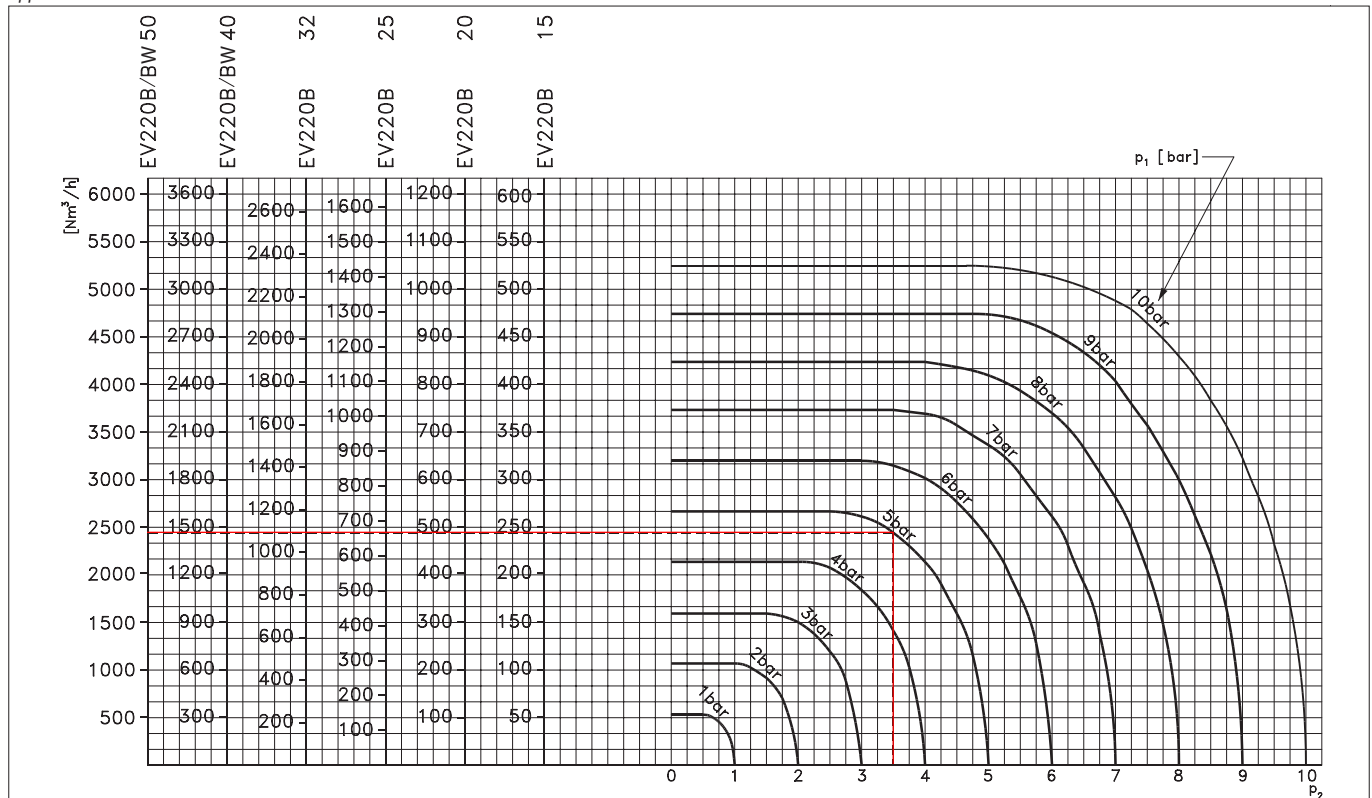 EV220B/BW 50
EV220B/BW 40
EV220B 32
EV220B 25
EV220B 20
EV220B 15
[Nm³/h]
p₁ [bar]
6000 3600 2600 1600 1200 600
5500 3300 2400 1500 1100 550
5000 3000 2200 1400 1000 500
4500 2700 2000 1300 900 450
4000 2400 1800 1200 800 400
3500 2100 1600 1100 700 350
3000 1800 1400 1000 600 300
2500 1500 1200 900 500 250
2000 1200 1000 800 400 200
1500 900 800 700 300 150
1000 600 600 600 200 100
500 300 400 500 100 50
200 400
300
200
100
10bar
9bar
8bar
7bar
6bar
5bar
4bar
3bar
2bar
1bar
0 1 2 3 4 5 6 7 8 9 10
p₂